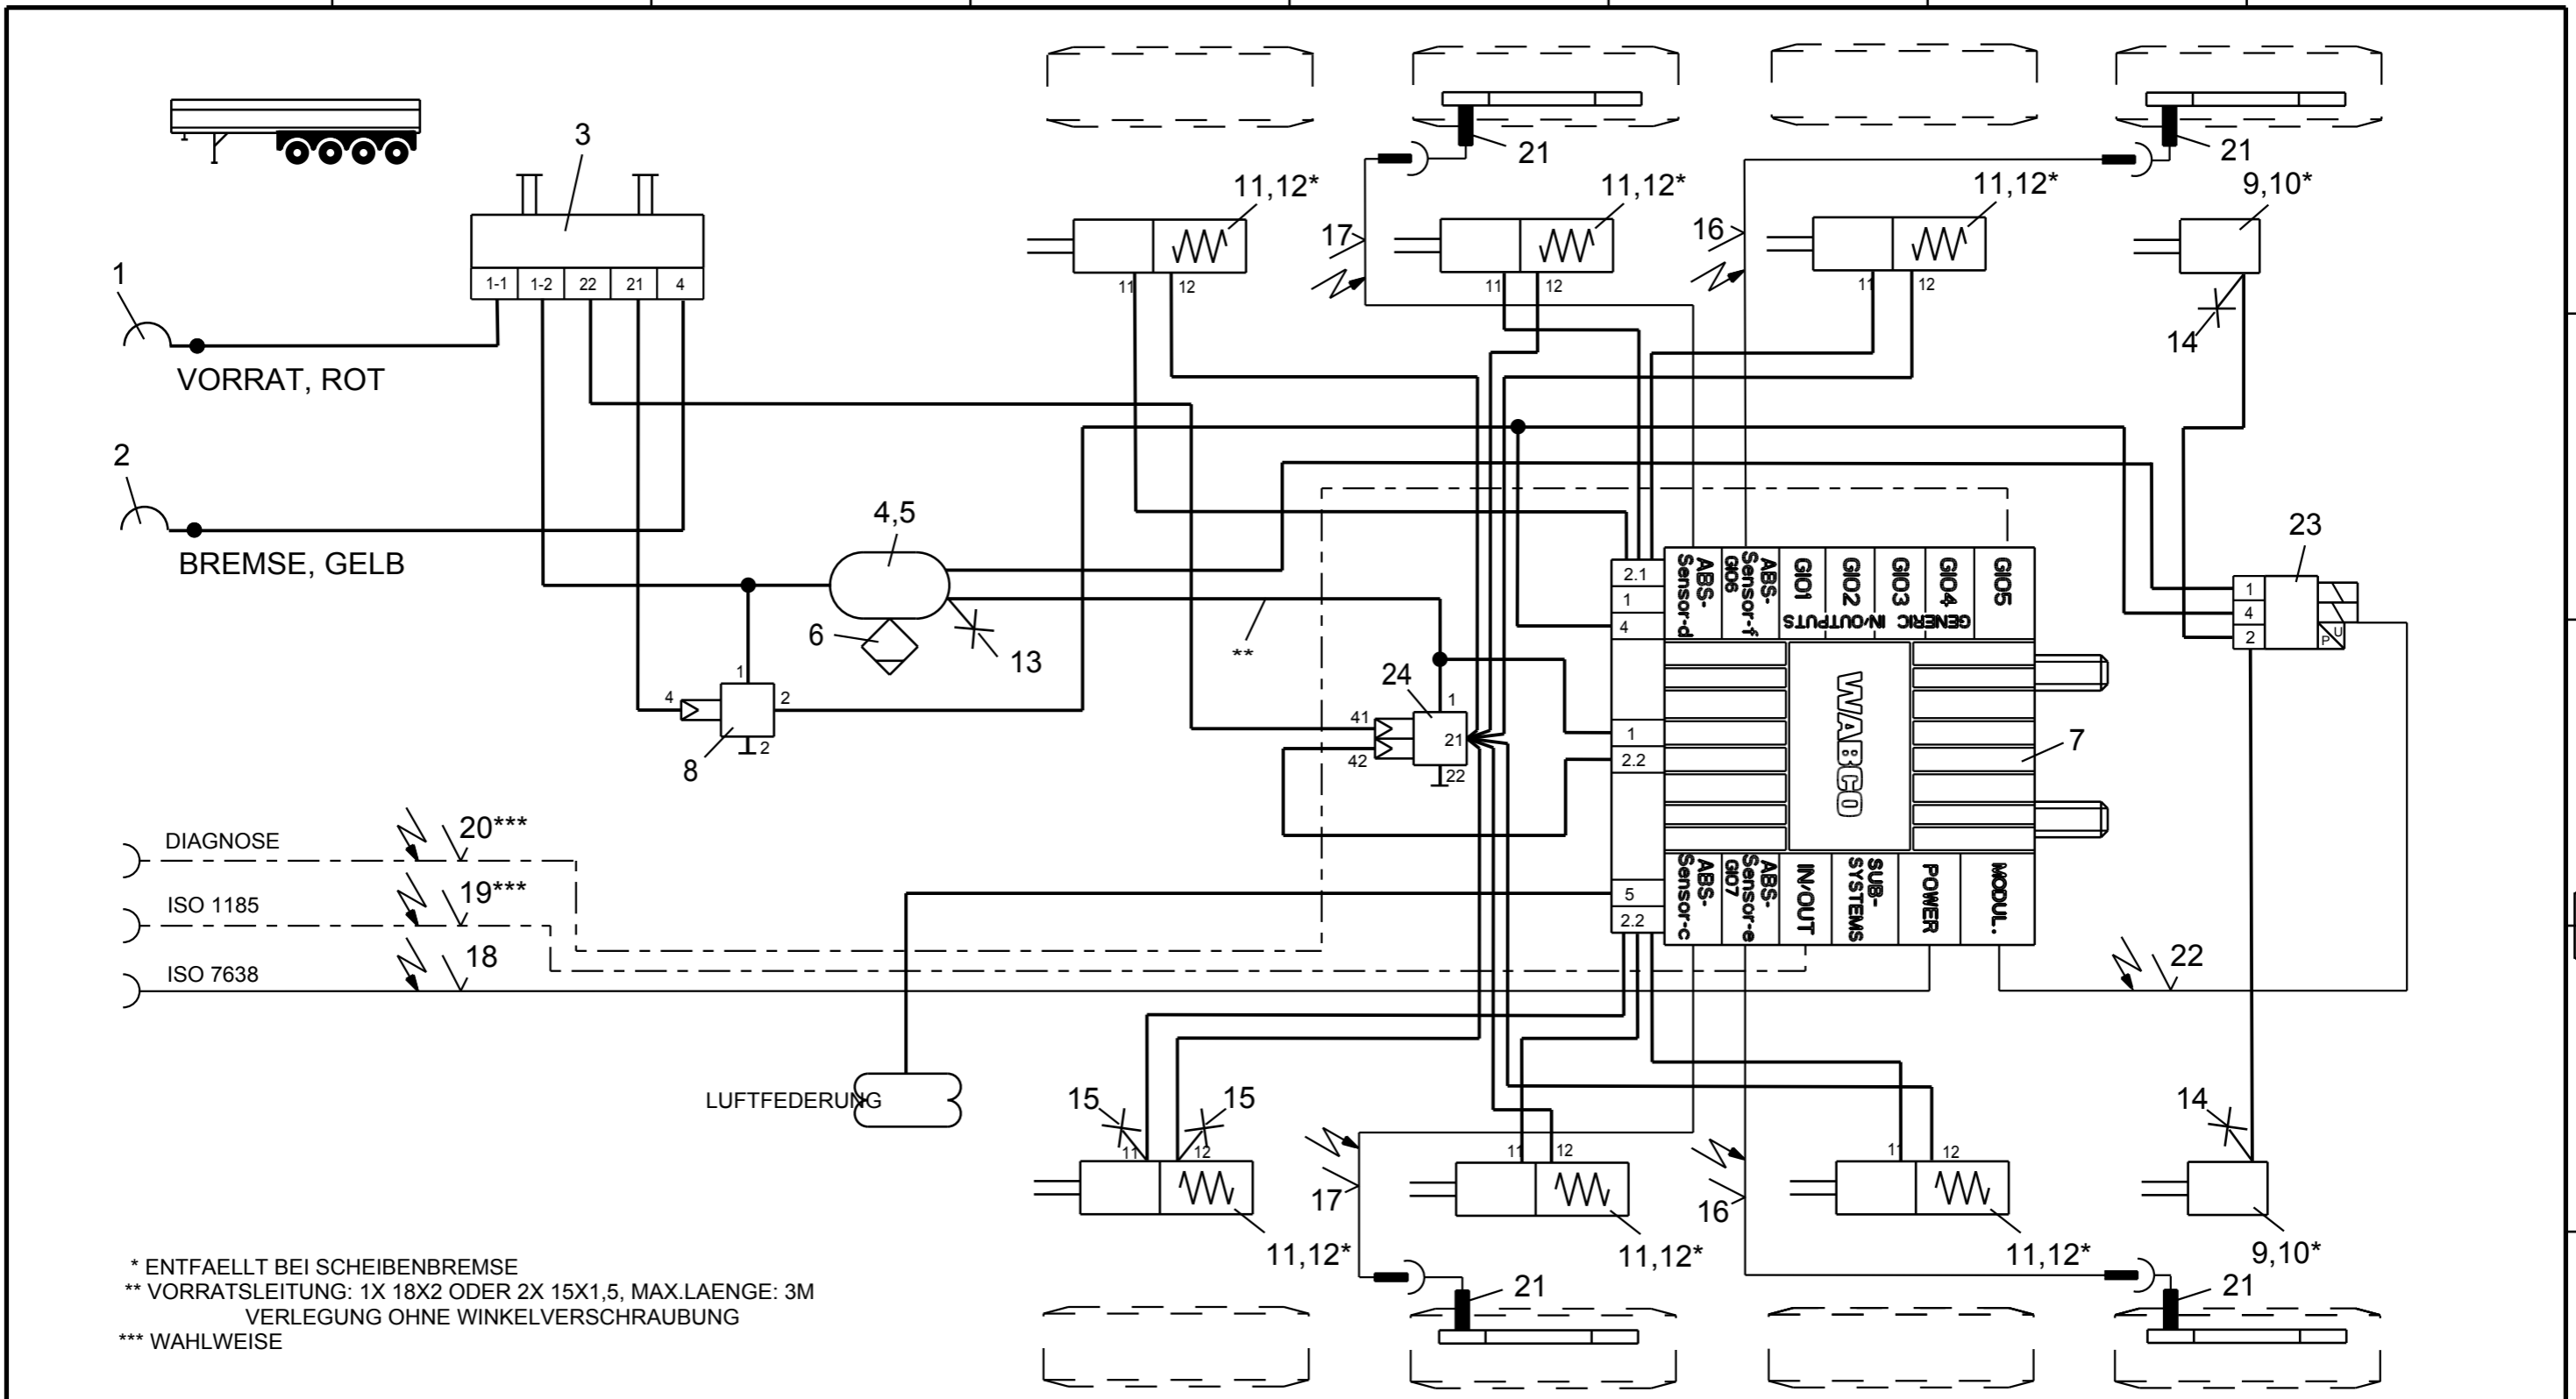 3
21
21
11,12*
11,12*
11,12*
9,10*
17
16
1
1-1
1-2
22
21
4
11
12
11
12
11
12
14
VORRAT, ROT
2
BREMSE, GELB
4,5
23
6
13
**
2.1
1
4
ABS-
Sensor-d
ABS-
Sensor-f
GIO6
GIO1
GIO2
GIO3
GIO4
GIO5
GENERIC IN/OUTPUTS
1
4
2
P
U
1
4
2
2
8
24
1
41
42
21
22
1
2.2
WABCO
7
DIAGNOSE
20***
ISO 1185
19***
ISO 7638
18
5
2.2
ABS-
Sensor-c
ABS-
Sensor-e
GIO7
IN/OUT
SUB-
SYSTEMS
POWER
MODUL.
22
LUFTFEDERUNG
15
15
14
11
12
11
12
11
12
17
16
11,12*
11,12*
11,12*
9,10*
21
21
* ENTFAELLT BEI SCHEIBENBREMSE
** VORRATSLEITUNG: 1X 18X2 ODER 2X 15X1,5, MAX.LAENGE: 3M
VERLEGUNG OHNE WINKELVERSCHRAUBUNG
*** WAHLWEISE